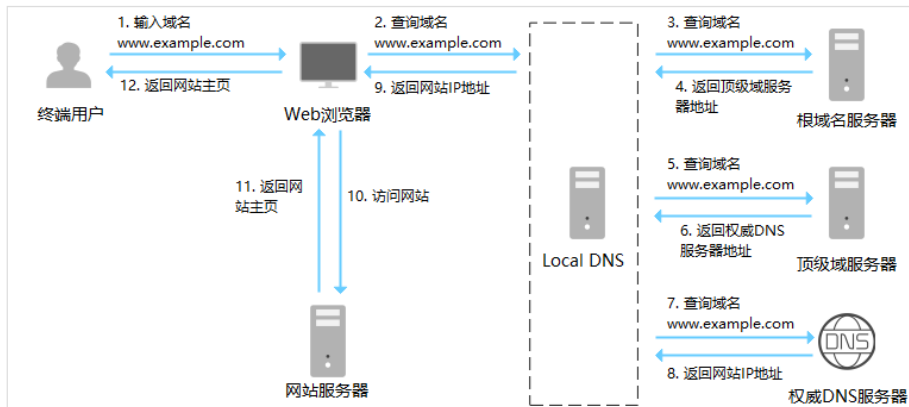 1. 输入域名
www.example.com
12. 返回网站主页
终端用户
Web浏览器
2. 查询域名
www.example.com
9. 返回网站IP地址
11. 返回网
站主页
10. 访问网站
网站服务器
Local DNS
3. 查询域名
www.example.com
4. 返回顶级域服务
器地址
根域名服务器
5. 查询域名
www.example.com
6. 返回权威DNS
服务器地址
顶级域服务器
7. 查询域名
www.example.com
8. 返回网站IP地址
DNS
权威DNS服务器